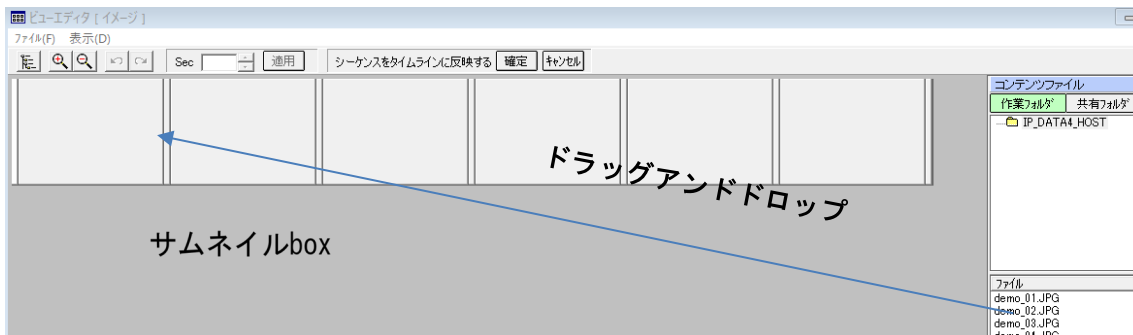 ビューエディタ [ イメージ ]
ファイル(F) 表示(D)
Sec 適用 シーケンスをタイムラインに反映する 確定 キャンセル
コンテンツファイル
作業フォルダ 共有フォルダ
IP_DATA4_HOST
ドラッグアンドドロップ
サムネイルbox
ファイル
demo_01.JPG
demo_02.JPG
demo_03.JPG
demo_04.JPG